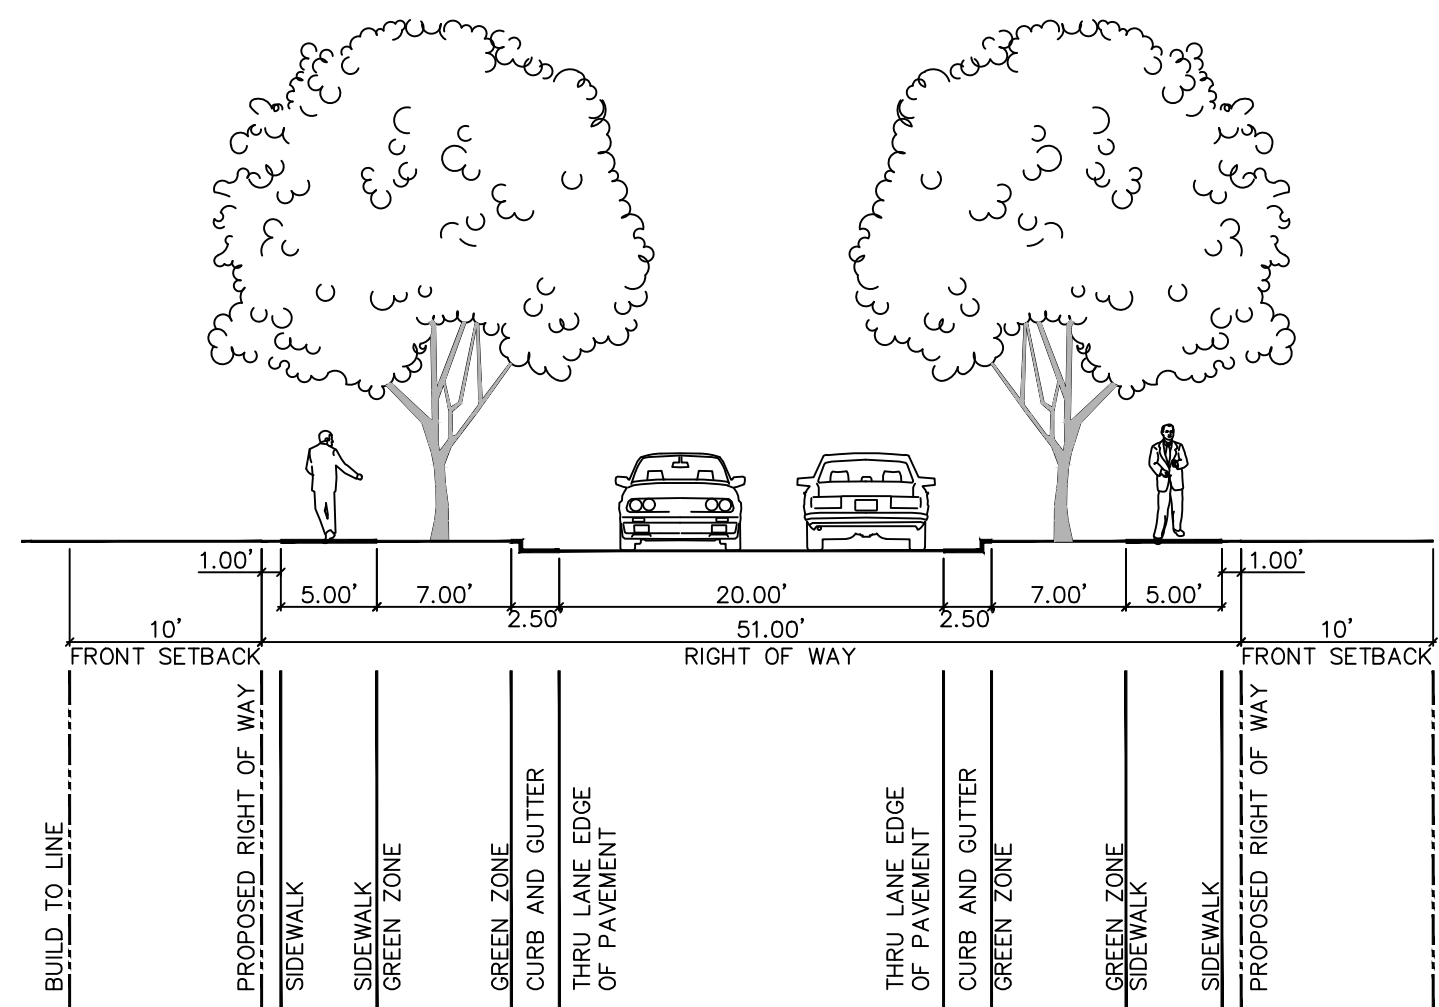 1.00'
1.00'
5.00'
7.00'
20.00'
7.00'
5.00'
2.50'
2.50'
10'
51.00'
10'
FRONT SETBACK
RIGHT OF WAY
FRONT SETBACK
BUILD TO LINE
PROPOSED RIGHT OF WAY
SIDEWALK
SIDEWALK
GREEN ZONE
GREEN ZONE
CURB AND GUTTER
THRU LANE EDGE
OF PAVEMENT
THRU LANE EDGE
OF PAVEMENT
CURB AND GUTTER
GREEN ZONE
GREEN ZONE
SIDEWALK
SIDEWALK
PROPOSED RIGHT OF WAY